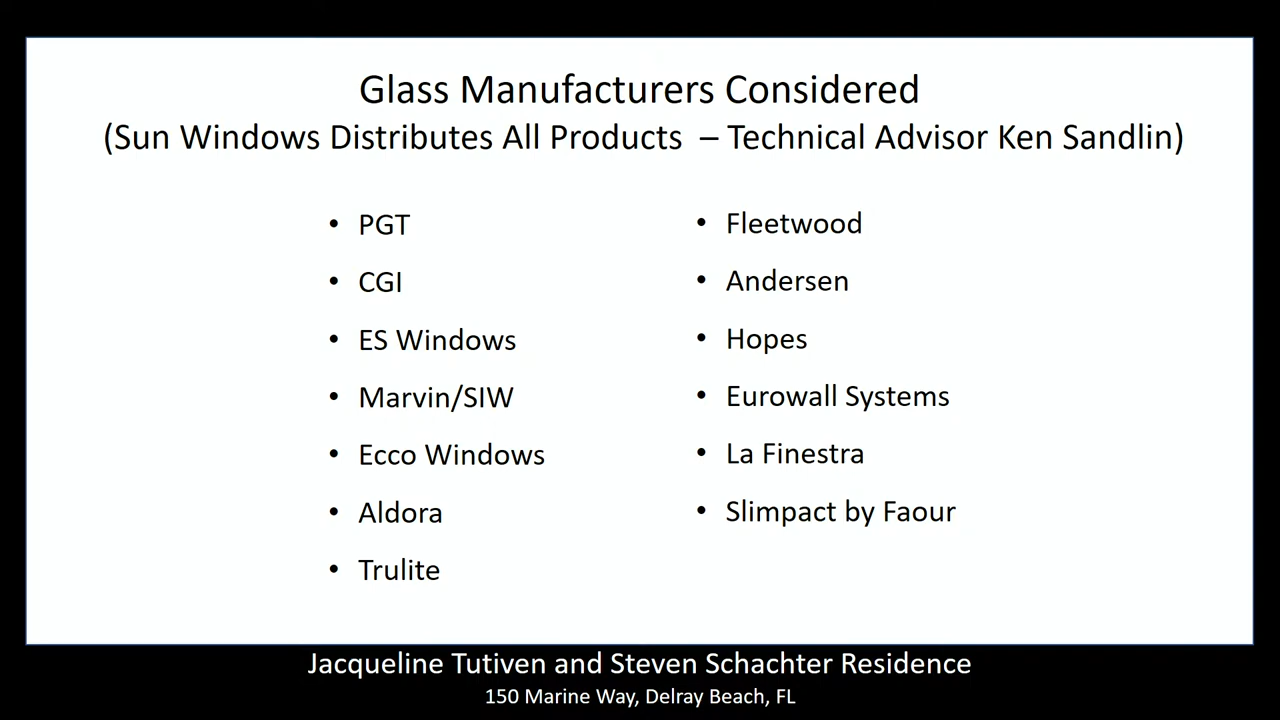 Glass Manufacturers Considered
(Sun Windows Distributes All Products – Technical Advisor Ken Sandlin)
• PGT
• CGI
• ES Windows
• Marvin/SIW
• Ecco Windows
• Aldora
• Trulite
• Fleetwood
• Andersen
• Hopes
• Eurowall Systems
• La Finestra
• Slimpact by Faour
Jacqueline Tutiven and Steven Schachter Residence
150 Marine Way, Delray Beach, FL